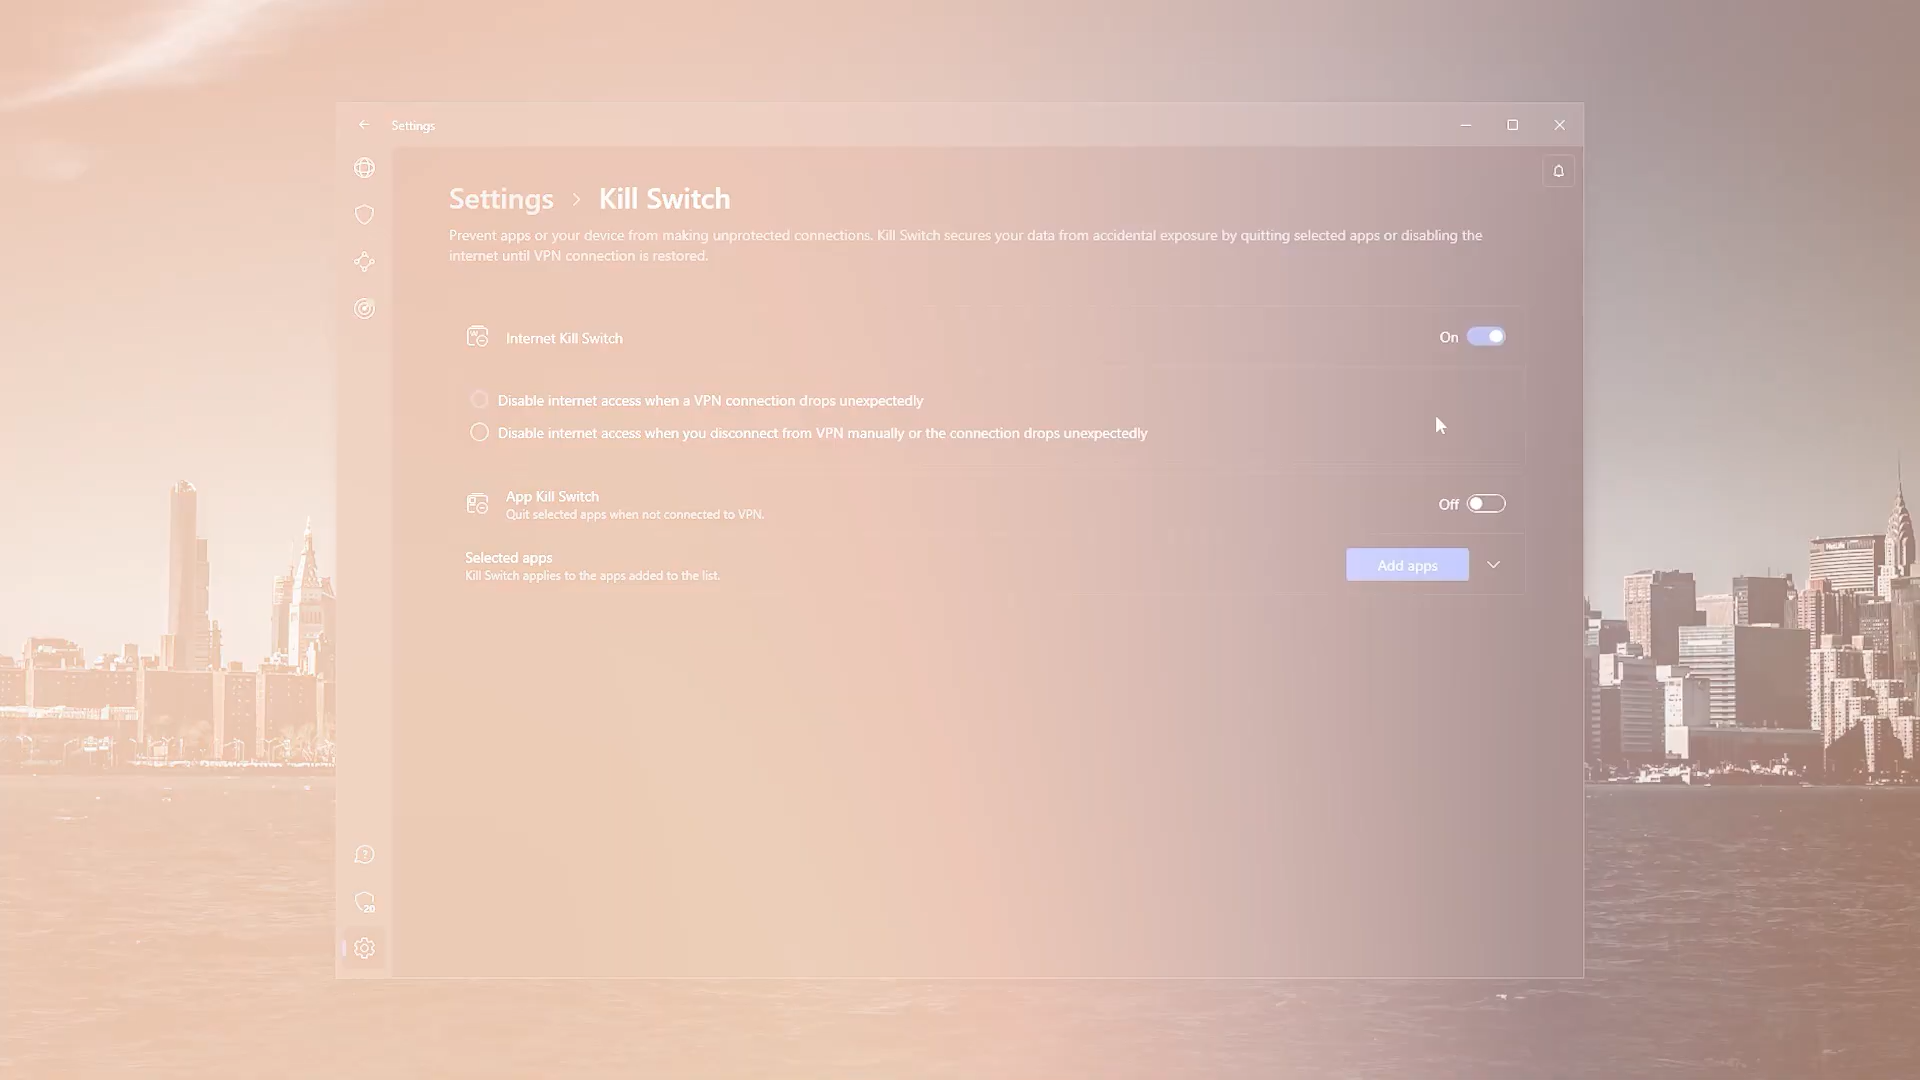 Settings
Settings > Kill Switch
Prevent apps or your device from making unprotected connections. Kill Switch secures your data from accidental exposure by quitting selected apps or disabling the
internet until VPN connection is restored.
Internet Kill Switch
On
Disable internet access when a VPN connection drops unexpectedly
Disable internet access when you disconnect from VPN manually or the connection drops unexpectedly
App Kill Switch
Quit selected apps when not connected to VPN.
Off
Selected apps
Kill Switch applies to the apps added to the list.
Add apps
MetLife
20